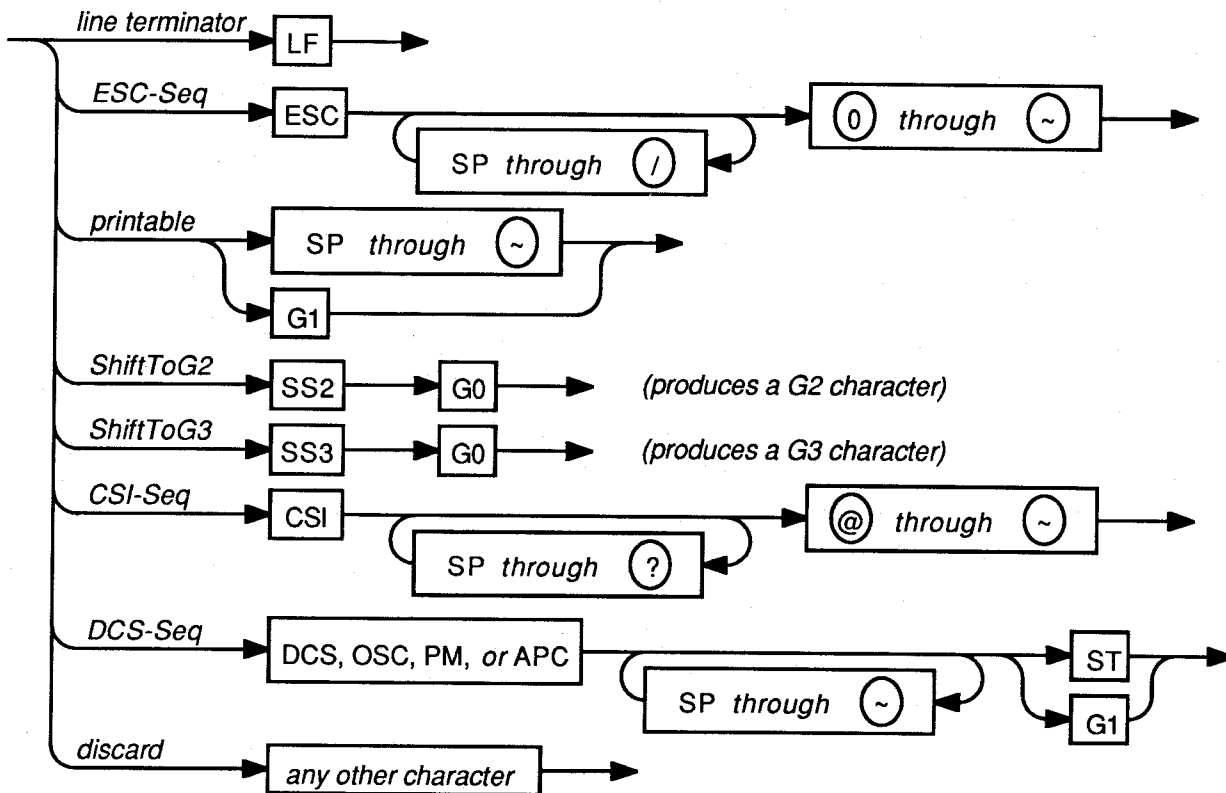 line terminator LF
ESC-Seq ESC 0 through ~
SP through /
printable SP through ~
G1
ShiftToG2 SS2 G0 (produces a G2 character)
ShiftToG3 SS3 G0 (produces a G3 character)
CSI-Seq CSI @ through ~
SP through ?
DCS-Seq DCS, OSC, PM, or APC ST
SP through ~ G1
discard any other character